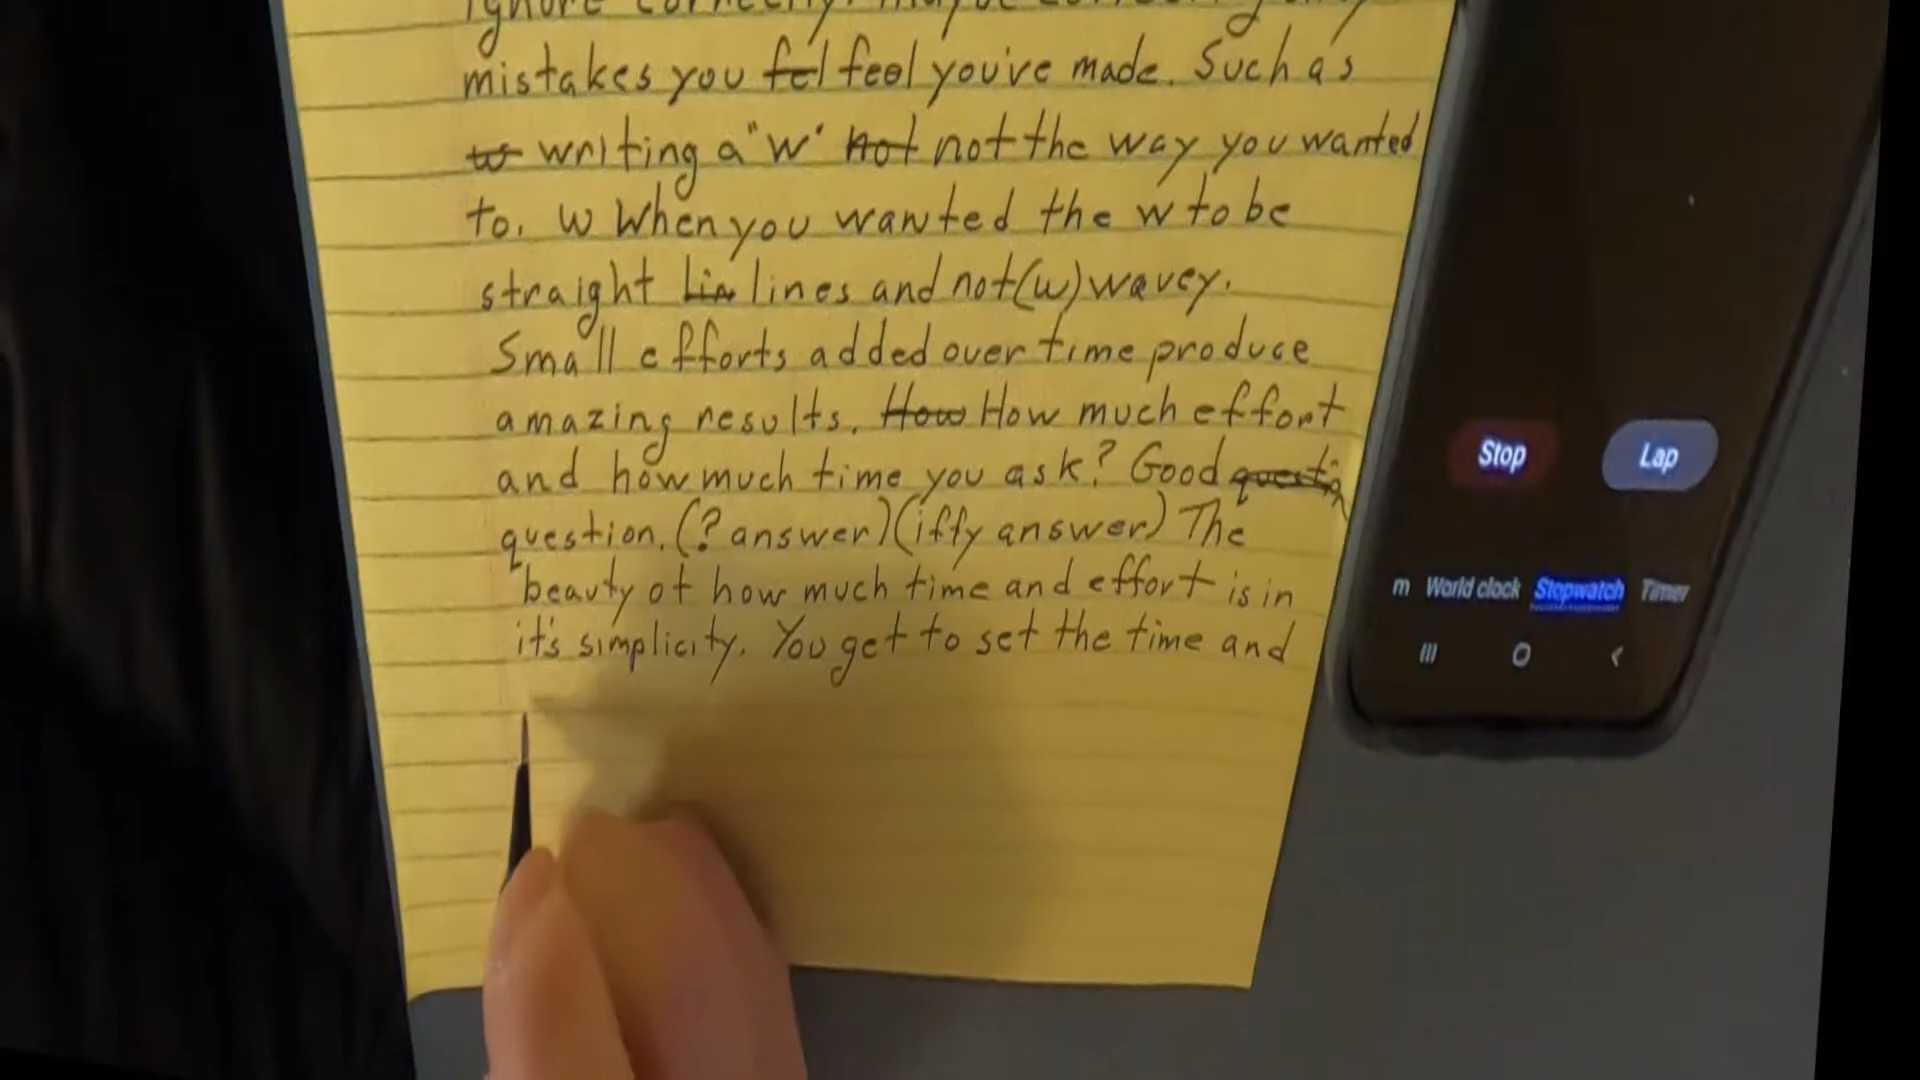 ignore correctly. maybe
mistakes you fel feel you've made. Such as
to writing a "w" not not the way you wanted
to. w When you wanted the w to be
straight Lin lines and not (w) wavey.
Small efforts added over time produce
amazing results. How How much effort
and how much time you ask? Good questin
question. (? answer) (iffy answer) The
beauty of how much time and effort is in
it's simplicity. You get to set the time and
Stop
Lap
m World clock Stopwatch Timer